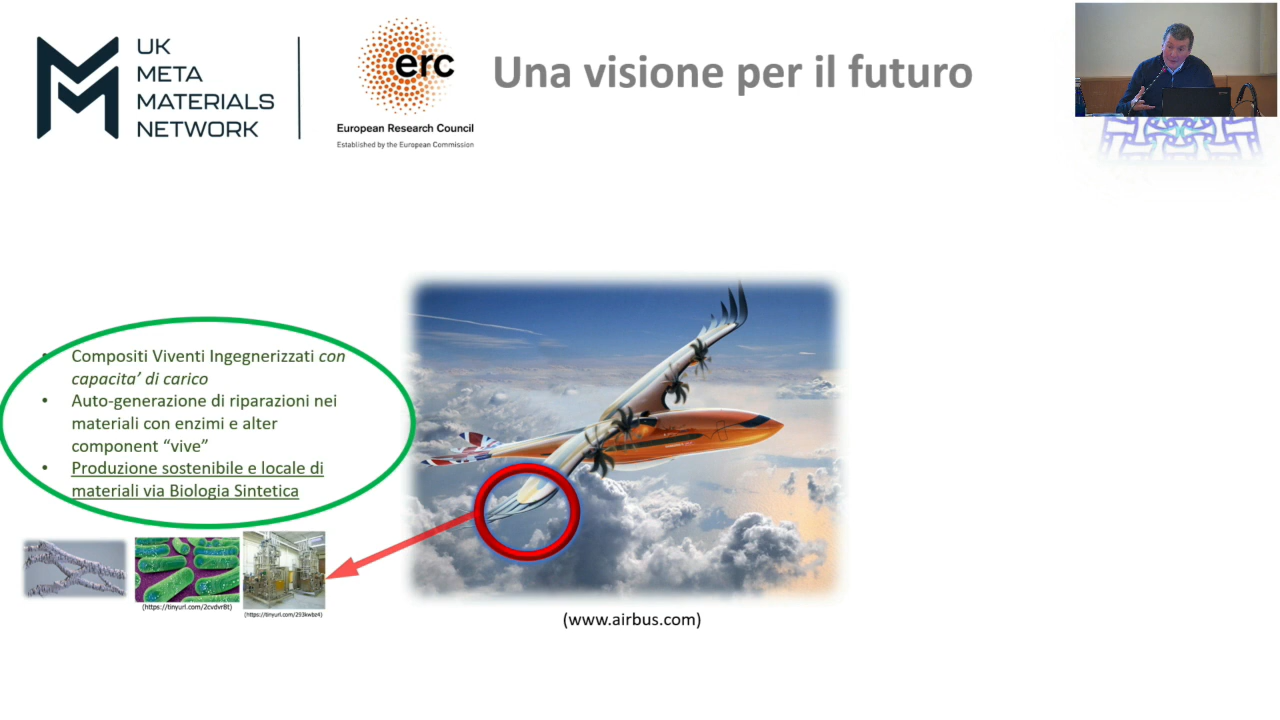 UK
META
MATERIALS
NETWORK
erc
European Research Council
Established by the European Commission
Una visione per il futuro
• Compositi Viventi Ingegnerizzati con
capacita’ di carico
• Auto-generazione di riparazioni nei
materiali con enzimi e alter
component “vive”
• Produzione sostenibile e locale di
materiali via Biologia Sintetica
(https://tinyurl.com/2cvdvr8t)
(https://tinyurl.com/293kwbz4)
(www.airbus.com)